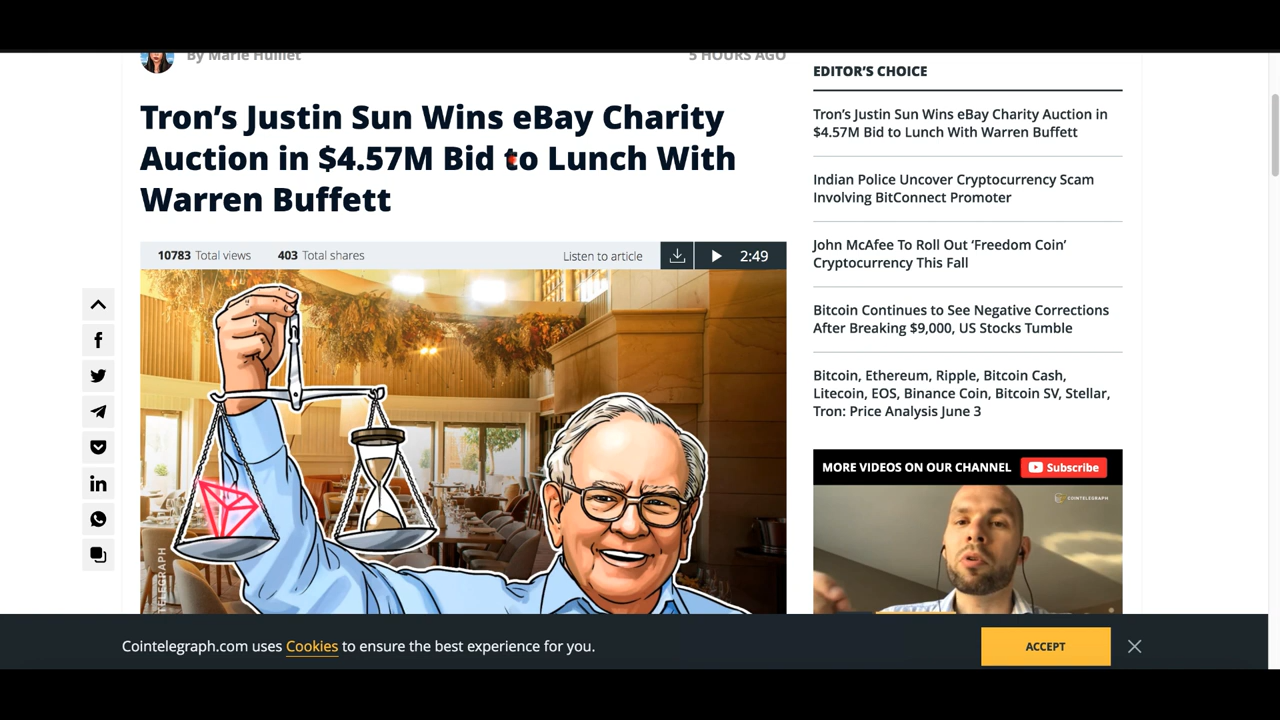 By Marie Huillet
5 HOURS AGO
Tron’s Justin Sun Wins eBay Charity
Auction in $4.57M Bid to Lunch With
Warren Buffett
10783 Total views
403 Total shares
Listen to article
2:49
TELEGRAPH
EDITOR’S CHOICE
Tron’s Justin Sun Wins eBay Charity Auction in
$4.57M Bid to Lunch With Warren Buffett
Indian Police Uncover Cryptocurrency Scam
Involving BitConnect Promoter
John McAfee To Roll Out ‘Freedom Coin’
Cryptocurrency This Fall
Bitcoin Continues to See Negative Corrections
After Breaking $9,000, US Stocks Tumble
Bitcoin, Ethereum, Ripple, Bitcoin Cash,
Litecoin, EOS, Binance Coin, Bitcoin SV, Stellar,
Tron: Price Analysis June 3
MORE VIDEOS ON OUR CHANNEL
Subscribe
COINTELEGRAPH
Cointelegraph.com uses Cookies to ensure the best experience for you.
ACCEPT